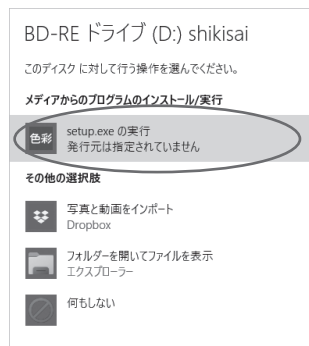 BD-RE ドライブ (D:) shikisai
このディスク に対して行う操作を選んでください。
メディアからのプログラムのインストール/実行
色彩
setup.exe の実行
発行元は指定されていません
その他の選択肢
写真と動画をインポート
Dropbox
フォルダーを開いてファイルを表示
エクスプローラー
何もしない